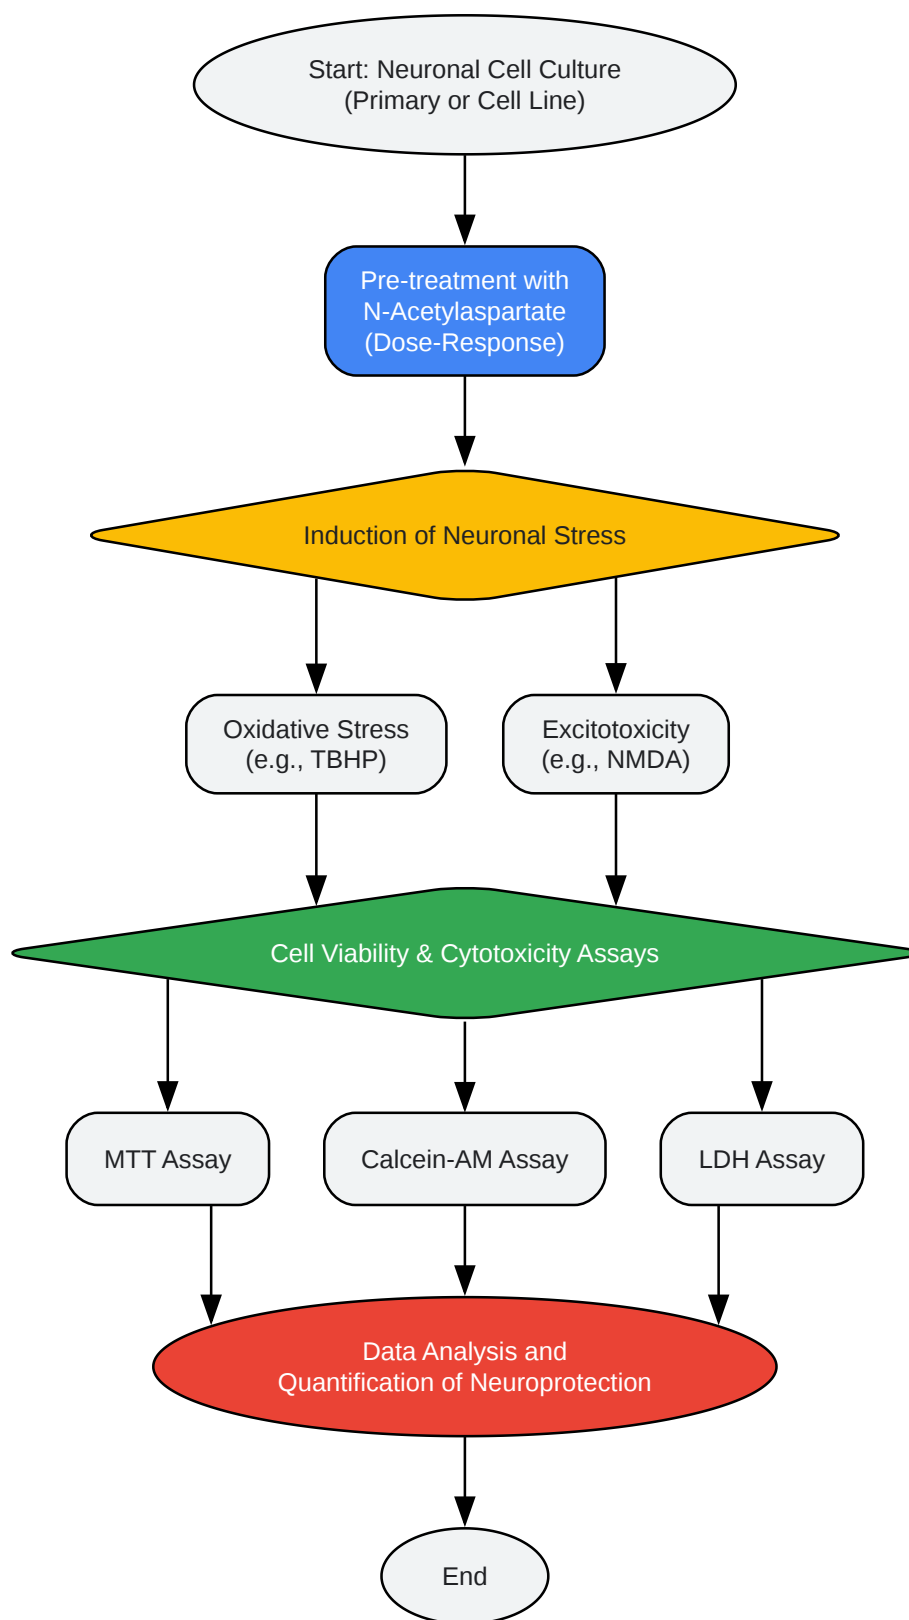 Start: Neuronal Cell Culture
(Primary or Cell Line)
Pre-treatment with
N-Acetylaspartate
(Dose-Response)
Induction of Neuronal Stress
Oxidative Stress
(e.g., TBHP)
Excitotoxicity
(e.g., NMDA)
Cell Viability & Cytotoxicity Assays
MTT Assay
Calcein-AM Assay
LDH Assay
Data Analysis and
Quantification of Neuroprotection
End